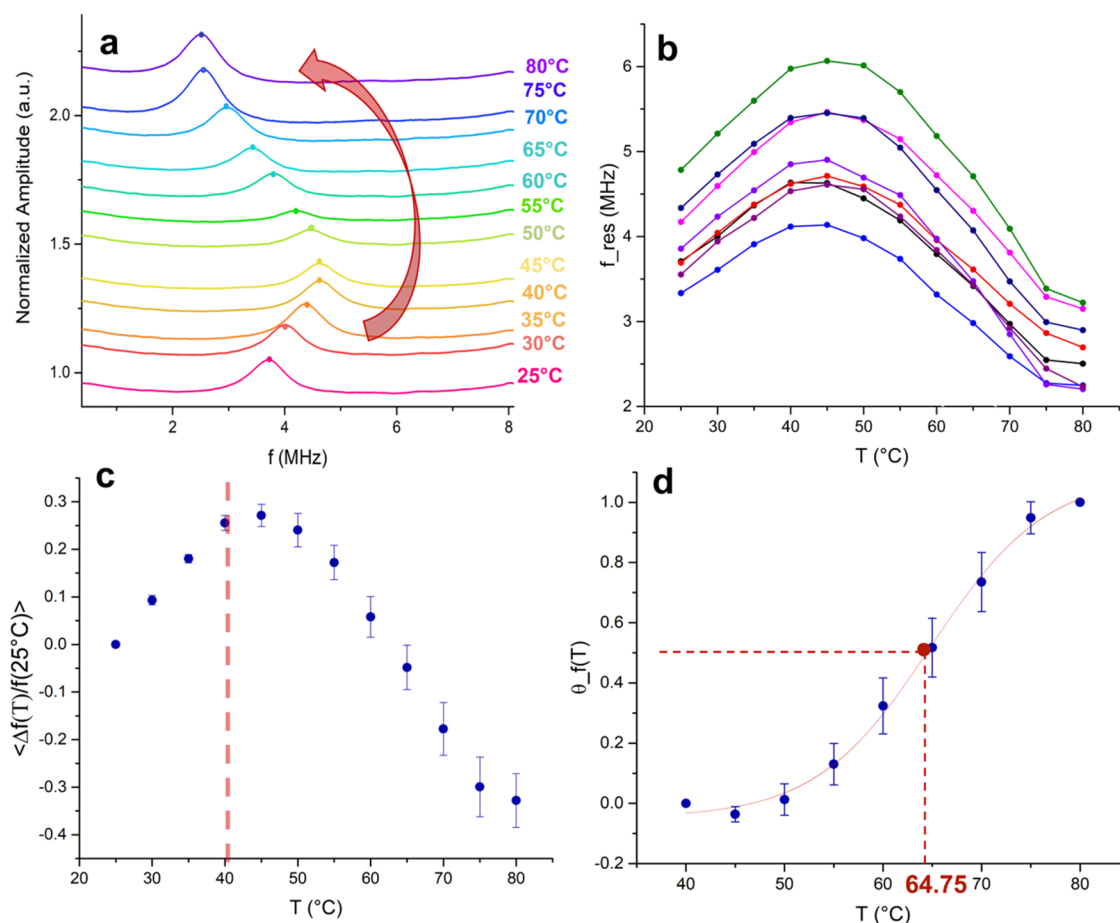 a
Normalized Amplitude (a.u.)
2.0
1.5
1.0
80°C
75°C
70°C
65°C
60°C
55°C
50°C
45°C
40°C
35°C
30°C
25°C
2 4 6 8
f (MHz)
b
f_res (MHz)
6
5
4
3
2
20 30 40 50 60 70 80
T (°C)
c
<Δf(T)/f(25°C)>
0.3
0.2
0.1
0.0
-0.1
-0.2
-0.3
-0.4
20 30 40 50 60 70 80
T (°C)
d
θ_f(T)
1.0
0.8
0.6
0.4
0.2
0.0
-0.2
40 50 60 70 80
64.75
T (°C)